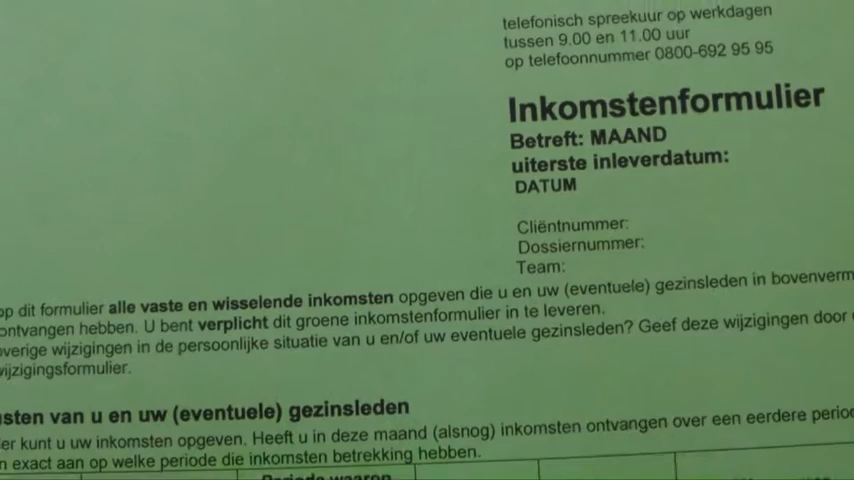 telefonisch spreekuur op werkdagen
tussen 9.00 en 11.00 uur
op telefoonnummer 0800-692 95 95
Inkomstenformulier
Betreft: MAAND
uiterste inleverdatum:
DATUM
Cliëntnummer:
Dossiernummer:
Team:
op dit formulier alle vaste en wisselende inkomsten opgeven die u en uw (eventuele) gezinsleden in bovenverm
ontvangen hebben. U bent verplicht dit groene inkomstenformulier in te leveren.
overige wijzigingen in de persoonlijke situatie van u en/of uw eventuele gezinsleden? Geef deze wijzigingen door
wijzigingsformulier.
sten van u en uw (eventuele) gezinsleden
er kunt u uw inkomsten opgeven. Heeft u in deze maand (alsnog) inkomsten ontvangen over een eerdere period
n exact aan op welke periode die inkomsten betrekking hebben.
Periode waarop